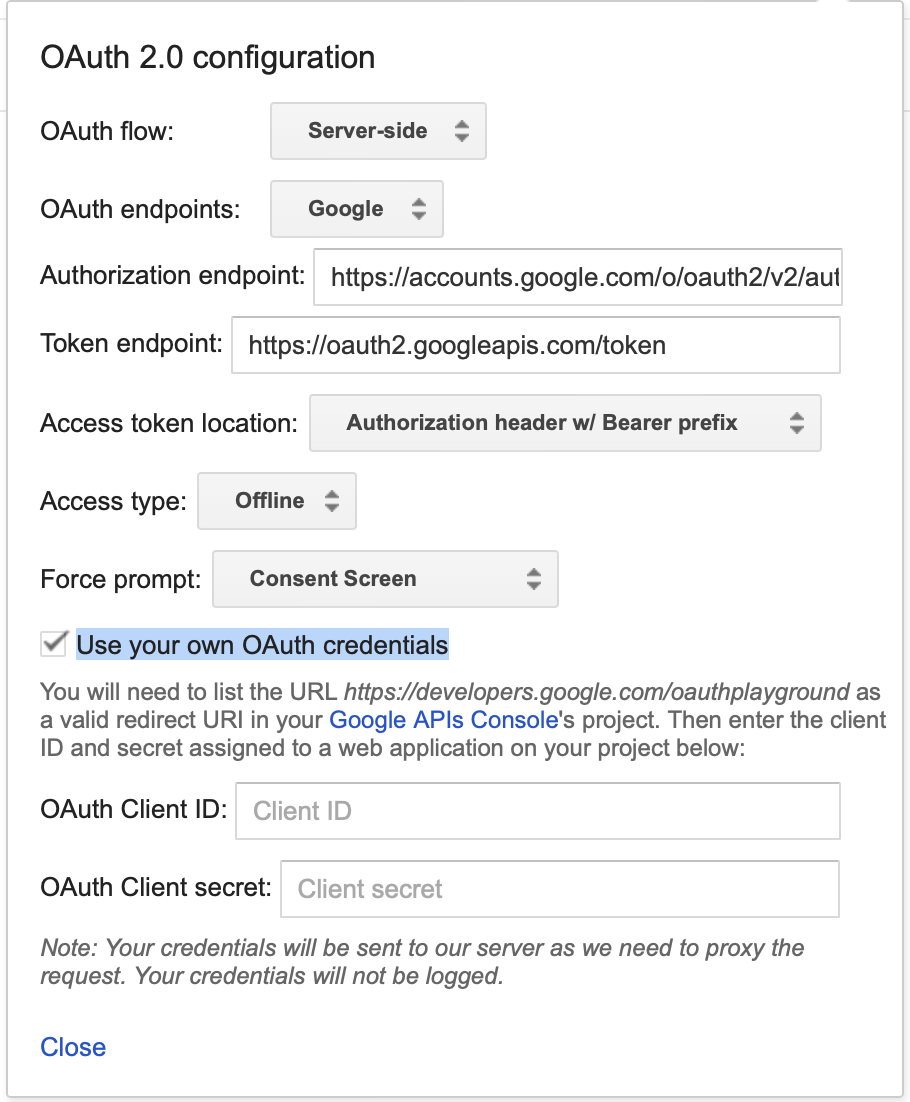 OAuth 2.0 configuration
OAuth flow: Server-side
OAuth endpoints: Google
Authorization endpoint: https://accounts.google.com/o/oauth2/v2/aut
Token endpoint: https://oauth2.googleapis.com/token
Access token location: Authorization header w/ Bearer prefix
Access type: Offline
Force prompt: Consent Screen
Use your own OAuth credentials
You will need to list the URL https://developers.google.com/oauthplayground as
a valid redirect URI in your Google APIs Console's project. Then enter the client
ID and secret assigned to a web application on your project below:
OAuth Client ID: Client ID
OAuth Client secret: Client secret
Note: Your credentials will be sent to our server as we need to proxy the
request. Your credentials will not be logged.
Close